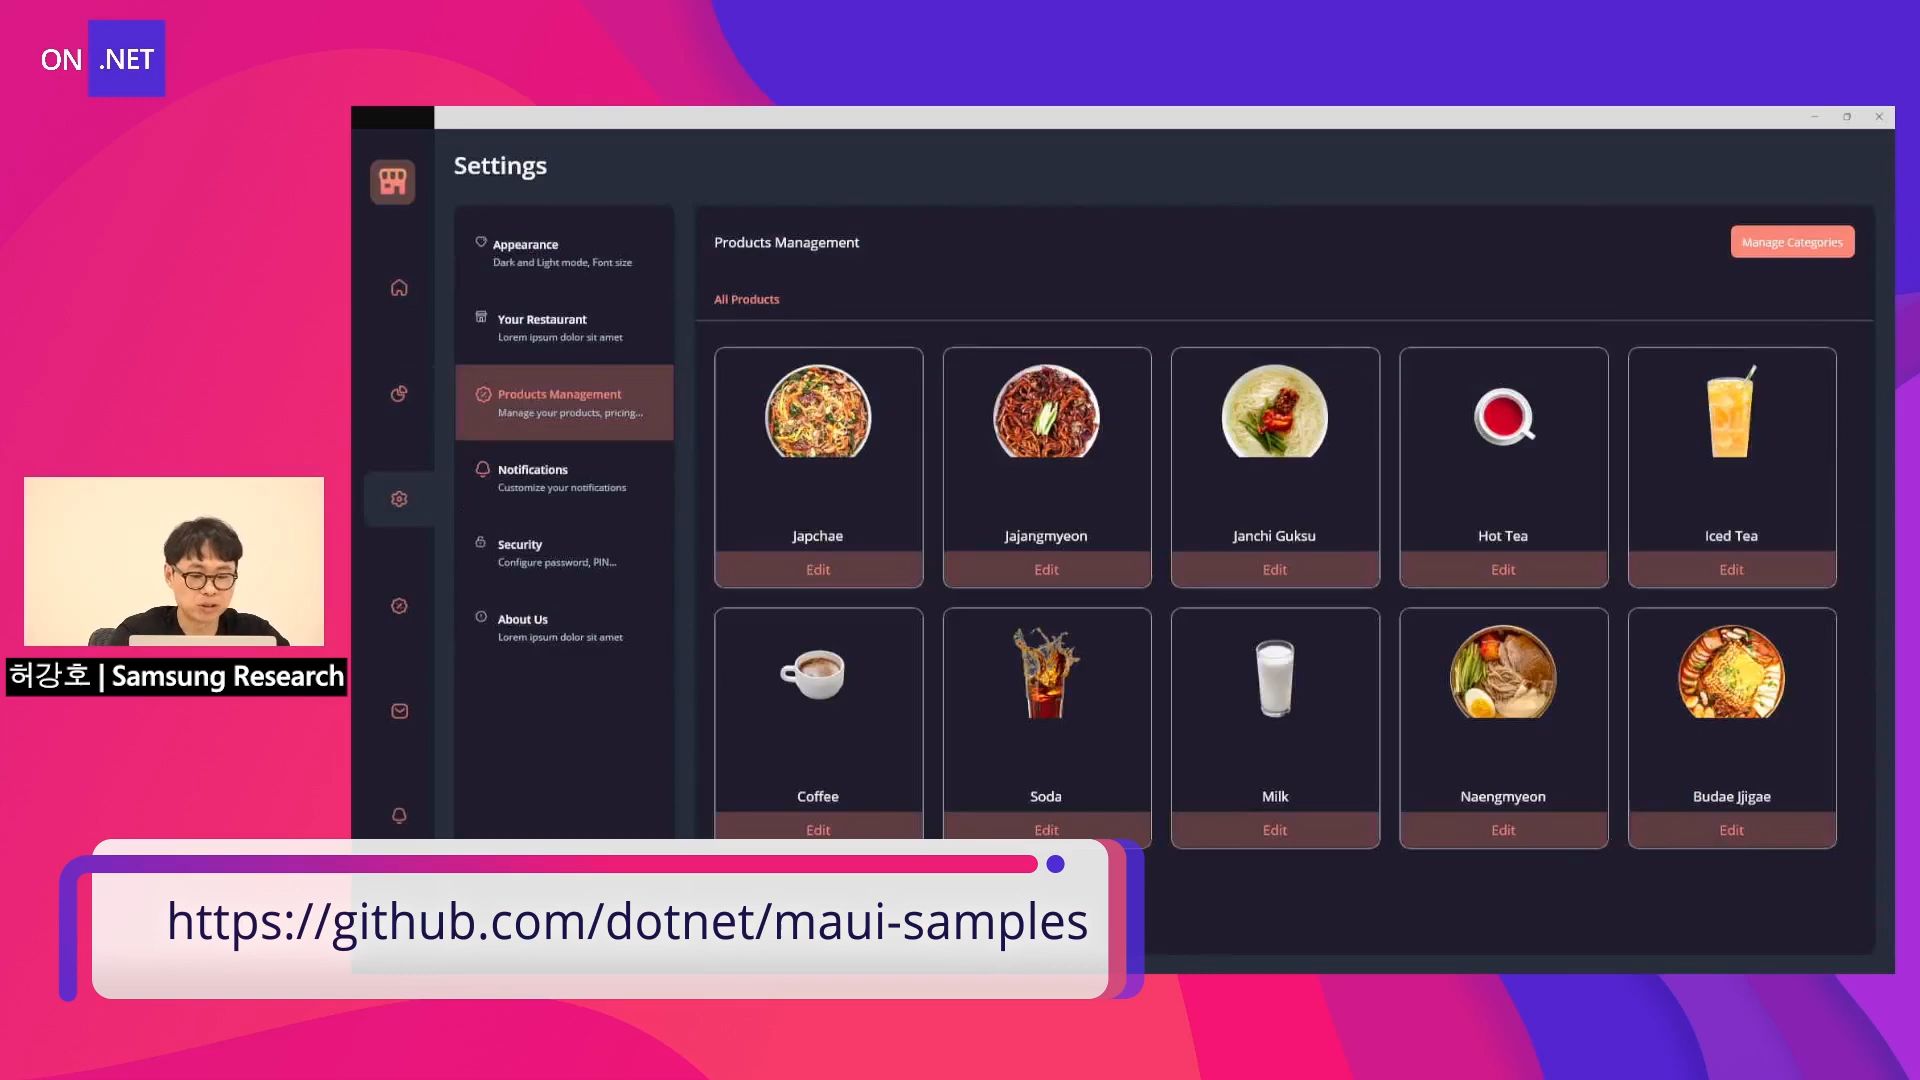 ON .NET
Settings
Appearance
Dark and Light mode, Font size
Your Restaurant
Lorem ipsum dolor sit amet
Products Management
Manage your products, pricing...
Notifications
Customize your notifications
Security
Configure password, PIN...
About Us
Lorem ipsum dolor sit amet
Products Management
Manage Categories
All Products
Japchae
Jajangmyeon
Janchi Guksu
Hot Tea
Iced Tea
Edit
Edit
Edit
Edit
Edit
Coffee
Soda
Milk
Naengmyeon
Budae Jjigae
Edit
Edit
Edit
Edit
Edit
허강호 | Samsung Research
https://github.com/dotnet/maui-samples